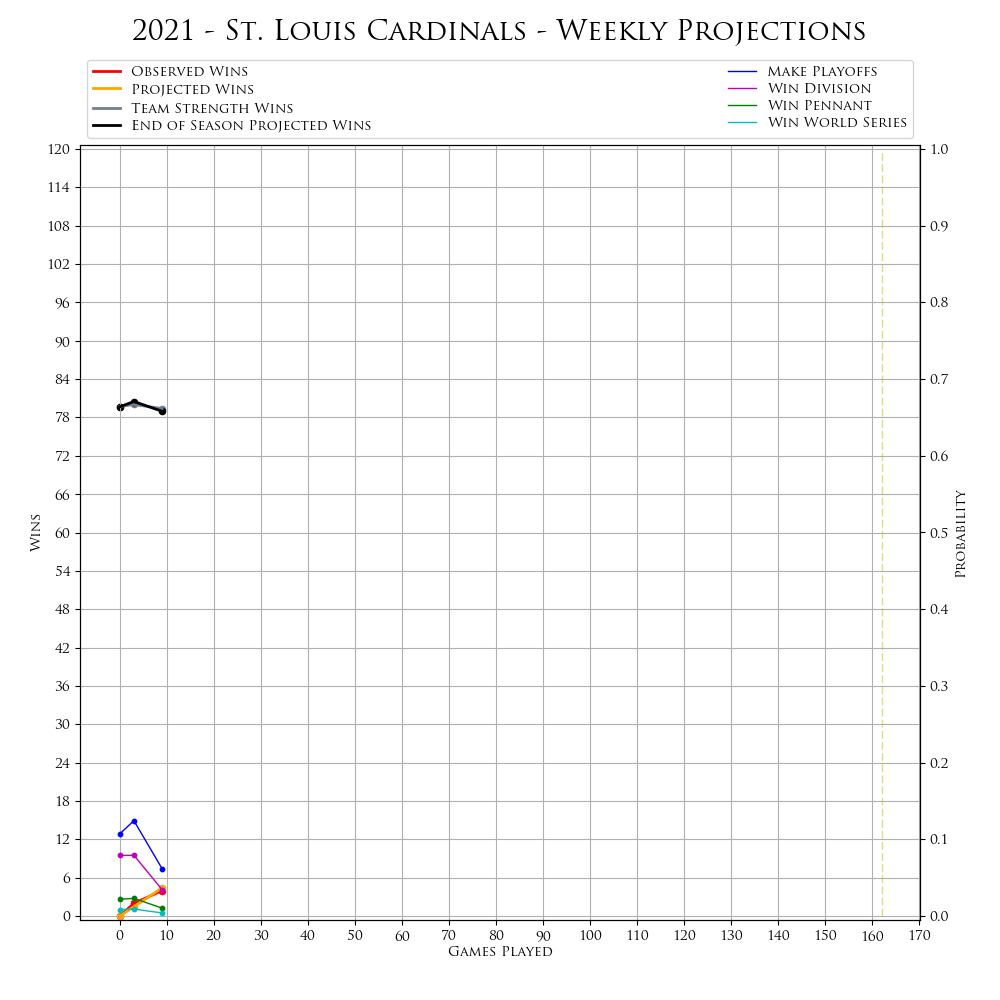 2021 - St. Louis Cardinals - Weekly Projections
Observed Wins
Projected Wins
Team Strength Wins
End of Season Projected Wins
Make Playoffs
Win Division
Win Pennant
Win World Series
120
114
108
102
96
90
84
78
72
66
60
54
48
42
36
30
24
18
12
6
0
Wins
1.0
0.9
0.8
0.7
0.6
0.5
0.4
0.3
0.2
0.1
0.0
Probability
0 10 20 30 40 50 60 70 80 90 100 110 120 130 140 150 160 170
Games Played